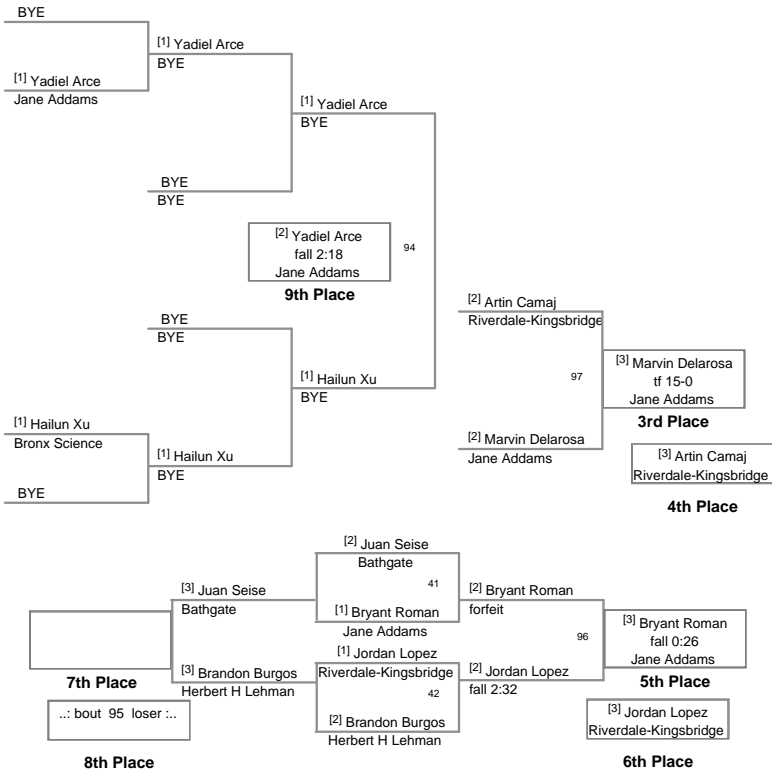 BYE
[1] Yadiel Arce
BYE
[1] Yadiel Arce
Jane Addams
[1] Yadiel Arce
BYE
BYE
BYE
[2] Yadiel Arce
fall 2:18
Jane Addams
9th Place
94
[2] Artin Camaj
Riverdale-Kingsbridge
BYE
BYE
[3] Marvin Delarosa
tf 15-0
Jane Addams
3rd Place
97
[1] Hailun Xu
BYE
[1] Hailun Xu
Bronx Science
[2] Marvin Delarosa
Jane Addams
[1] Hailun Xu
BYE
[3] Artin Camaj
Riverdale-Kingsbridge
4th Place
BYE
[2] Juan Seise
Bathgate
[3] Juan Seise
Bathgate
41
[2] Bryant Roman
forfeit
[1] Bryant Roman
Jane Addams
96
[3] Bryant Roman
fall 0:26
Jane Addams
5th Place
[1] Jordan Lopez
Riverdale-Kingsbridge
[3] Brandon Burgos
Herbert H Lehman
[2] Jordan Lopez
fall 2:32
7th Place
42
..: bout 95 loser :..
8th Place
[2] Brandon Burgos
Herbert H Lehman
[3] Jordan Lopez
Riverdale-Kingsbridge
6th Place